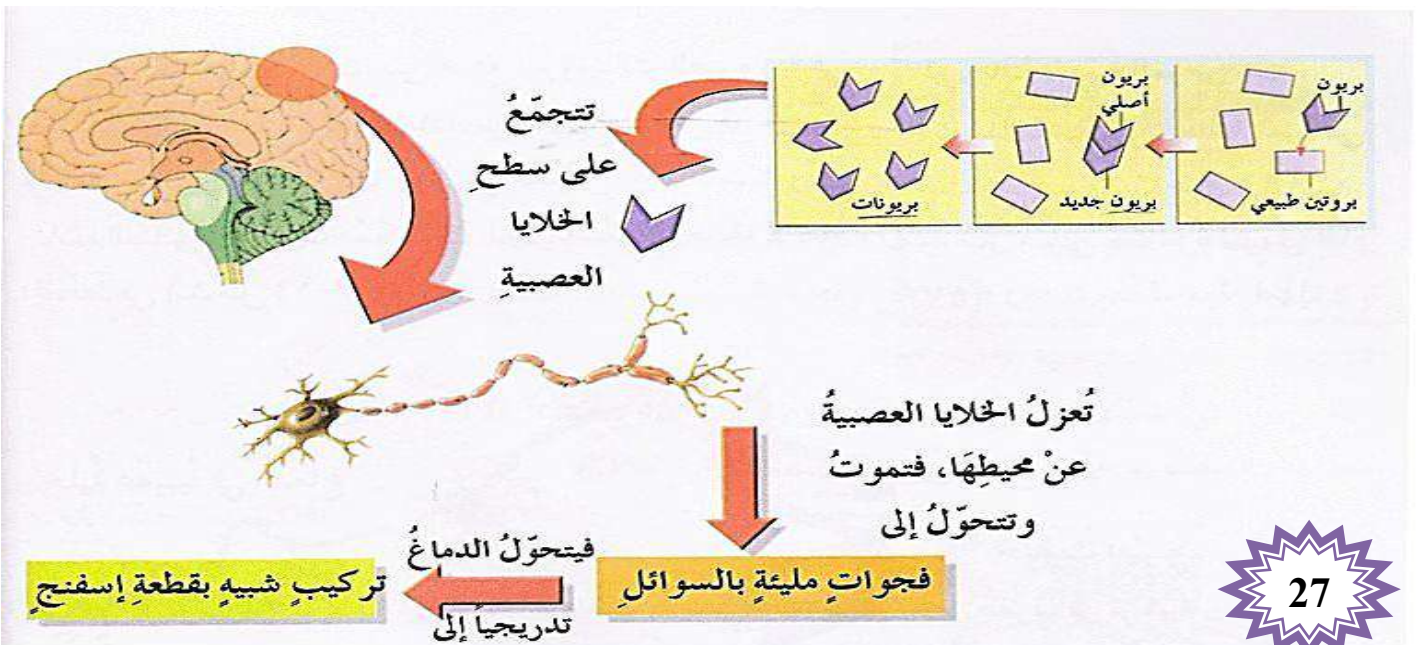 بريون
بروتين طبيعي
بريون
أصلي
بريون جديد
بريونات
تتجمّعُ
على سطحِ
الخلايا
العصبيةِ
تُعزلُ الخلايا العصبيةُ
عنْ محيطِهَا، فتموتُ
وتتحوّلُ إلى
فجواتٍ مليئةٍ بالسوائلِ
فيتحوّلُ الدماغُ
تدريجياً إلى
تركيبٍ شبيهٍ بقطعةِ إسفنجٍ
27